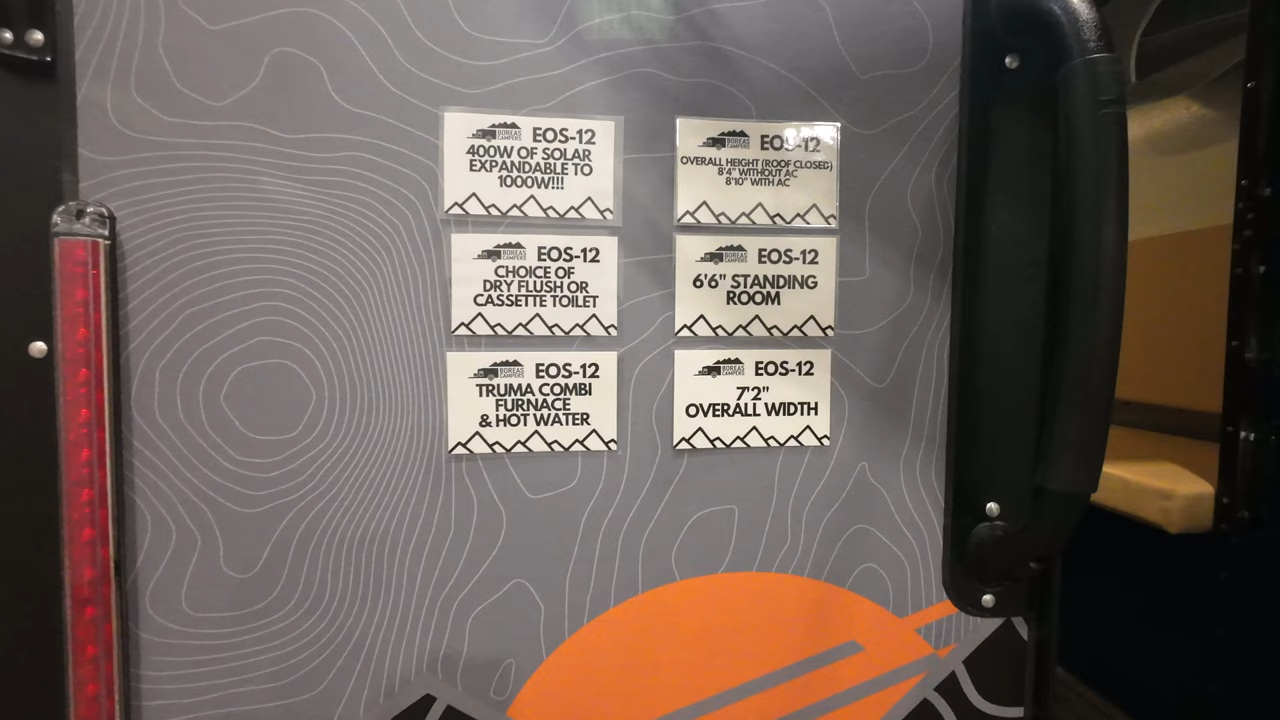 BOREAS
CAMPERS
EOS-12
400W OF SOLAR
EXPANDABLE TO
1000W!!!
BOREAS
CAMPERS
EOS-12
CHOICE OF
DRY FLUSH OR
CASSETTE TOILET
BOREAS
CAMPERS
EOS-12
TRUMA COMBI
FURNACE
& HOT WATER
BOREAS
CAMPERS
EOS-12
OVERALL HEIGHT (ROOF CLOSED)
8'4" WITHOUT AC
8'10" WITH AC
BOREAS
CAMPERS
EOS-12
6'6" STANDING
ROOM
BOREAS
CAMPERS
EOS-12
7'2"
OVERALL WIDTH